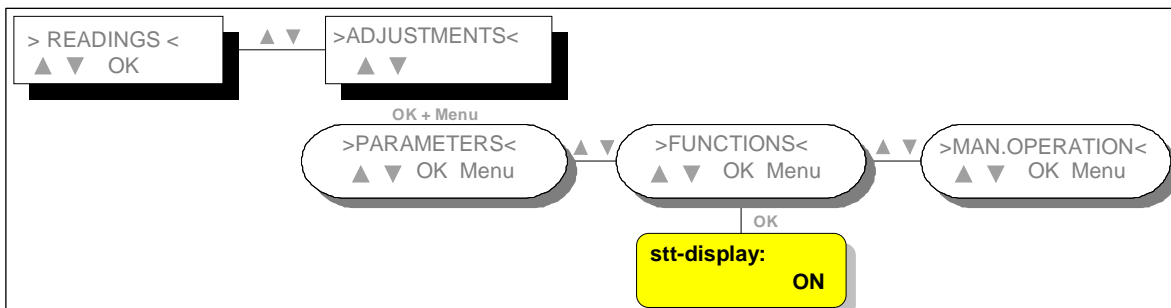 > READINGS <
▲ ▼ OK
▲ ▼
>ADJUSTMENTS<
▲ ▼
OK + Menu
>PARAMETERS<
▲ ▼ OK Menu
▲ ▼
>FUNCTIONS<
▲ ▼ OK Menu
▲ ▼
>MAN.OPERATION<
▲ ▼ OK Menu
OK
stt-display:
ON